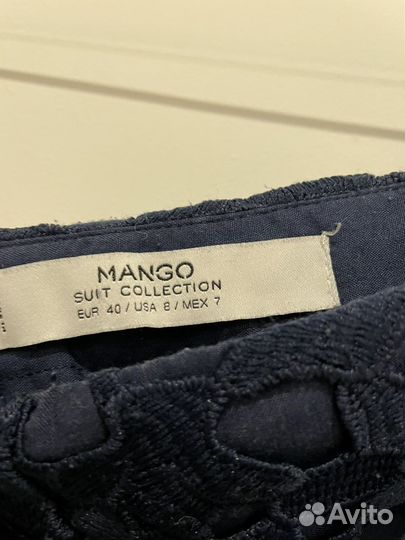 MANGO
SUIT COLLECTION
EUR 40 / USA 8 / MEX 7
Avito